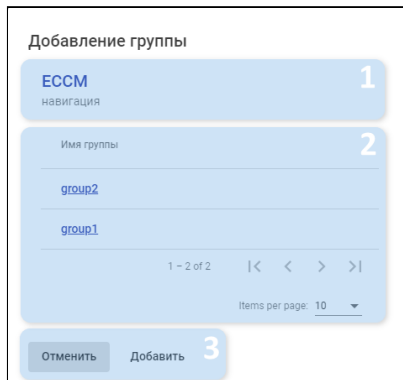 Добавление группы
ECCM 1
навигация
Имя группы 2
group2
group1
1 – 2 of 2
Items per page: 10
Отменить Добавить 3